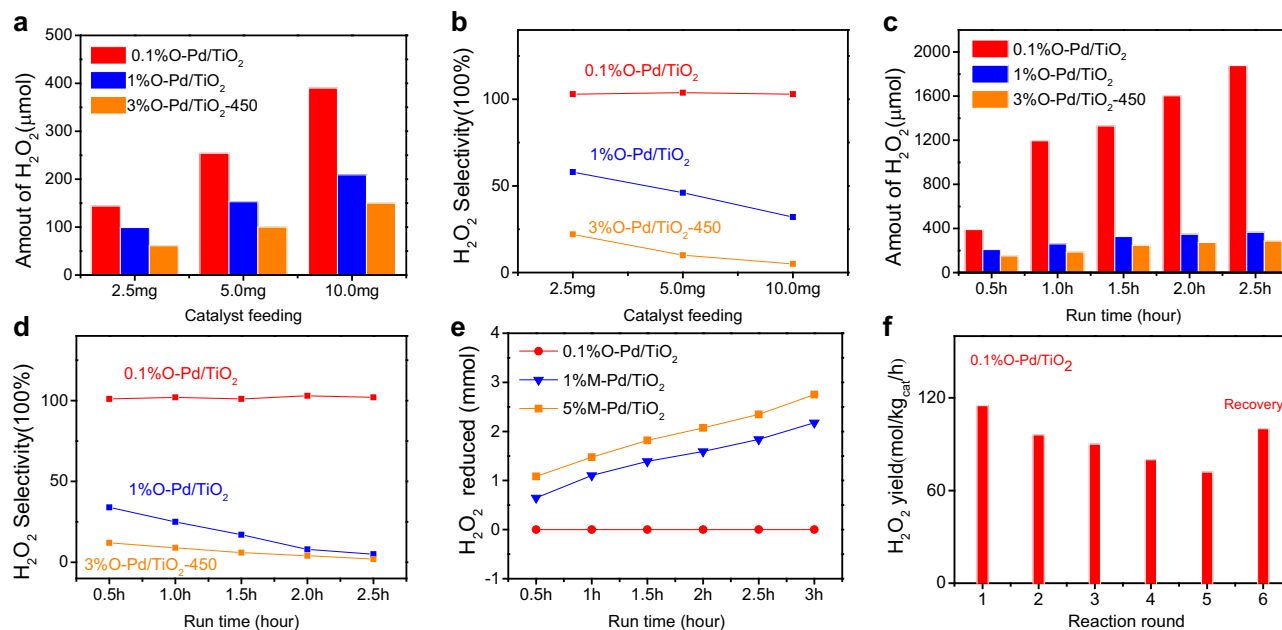 a
Amout of H₂O₂(μmol)
500
400
300
200
100
0
0.1%O-Pd/TiO₂
1%O-Pd/TiO₂
3%O-Pd/TiO₂-450
2.5mg 5.0mg 10.0mg
Catalyst feeding
b
H₂O₂ Selectivity(100%)
100
50
0
0.1%O-Pd/TiO₂
1%O-Pd/TiO₂
3%O-Pd/TiO₂-450
2.5mg 5.0mg 10.0mg
Catalyst feeding
c
Amout of H₂O₂(μmol)
2000
1600
1200
800
400
0
0.1%O-Pd/TiO₂
1%O-Pd/TiO₂
3%O-Pd/TiO₂-450
0.5h 1.0h 1.5h 2.0h 2.5h
Run time (hour)
d
H₂O₂ Selectivity(100%)
100
50
0
0.1%O-Pd/TiO₂
1%O-Pd/TiO₂
3%O-Pd/TiO₂-450
0.5h 1.0h 1.5h 2.0h 2.5h
Run time (hour)
e
H₂O₂ reduced (mmol)
4
3
2
1
0
-1
0.1%O-Pd/TiO₂
1%M-Pd/TiO₂
5%M-Pd/TiO₂
0.5h 1h 1.5h 2h 2.5h 3h
Run time (hour)
f
H₂O₂ yield(mol/kg_cat/h)
120
60
0
0.1%O-Pd/TiO₂
Recovery
1 2 3 4 5 6
Reaction round